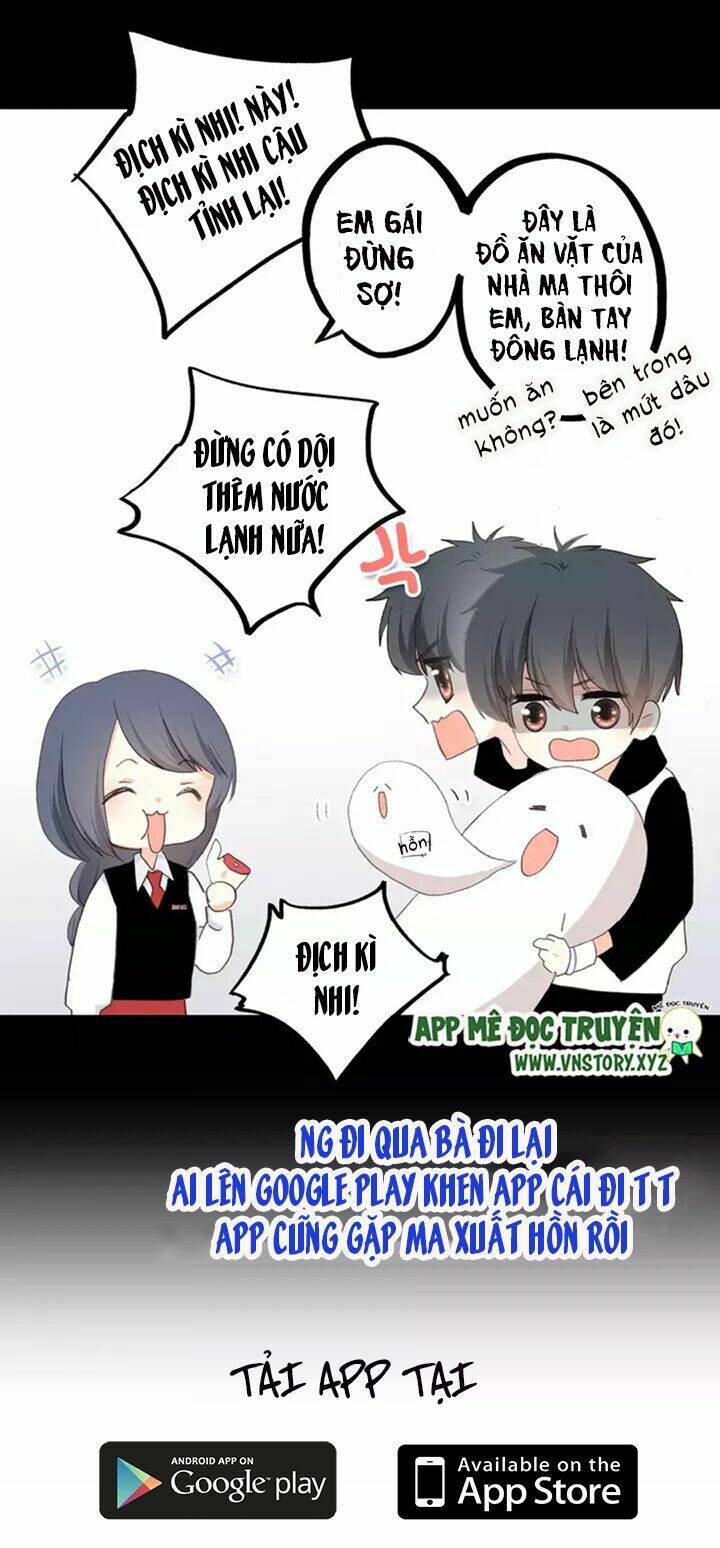 ĐỊCH KÌ NHI! NÀY!
ĐỊCH KÌ NHI CẬU
TỈNH LẠI!
EM GÁI
ĐỪNG
SỢ!
ĐÂY LÀ
ĐỒ ĂN VẶT CỦA
NHÀ MA THÔI
EM, BÀN TAY
ĐÔNG LẠNH!
muốn ăn
không?
bên trong
là mứt dâu
đó!
ĐỪNG CÓ DỘI
THÊM NƯỚC
LẠNH NỮA!
hồn
ĐỊCH KÌ
NHI!
MÊ ĐỌC TRUYỆN
APP MÊ ĐỌC TRUYỆN
WWW.VNSTORY.XYZ
NG ĐI QUA BÀ ĐI LẠI
AI LÊN GOOGLE PLAY KHEN APP CÁI ĐI T T
APP CŨNG GẶP MA XUẤT HỒN RỒI
TẢI APP TẠI
ANDROID APP ON
Google play
Available on the
App Store